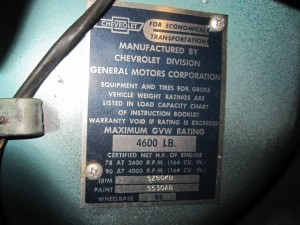 CHEVROLET
FOR ECONOMICAL
TRANSPORTATION
MANUFACTURED BY
CHEVROLET DIVISION
GENERAL MOTORS CORPORATION
EQUIPMENT AND TIRES FOR GROSS
VEHICLE WEIGHT RATINGS ARE
LISTED IN LOAD CAPACITY CHART
OF INSTRUCTION BOOKLET
WARRANTY VOID IF RATING IS EXCEEDED
MAXIMUM GVW RATING
4600 LB.
CERTIFIED NET H.P. OF ENGINE
78 AT 3600 R.P.M. (164 CU. IN.)
90 AT 4000 R.P.M. (164 CU. IN.)
TRIM
PAINT 5530AB
WHEELBASE 95